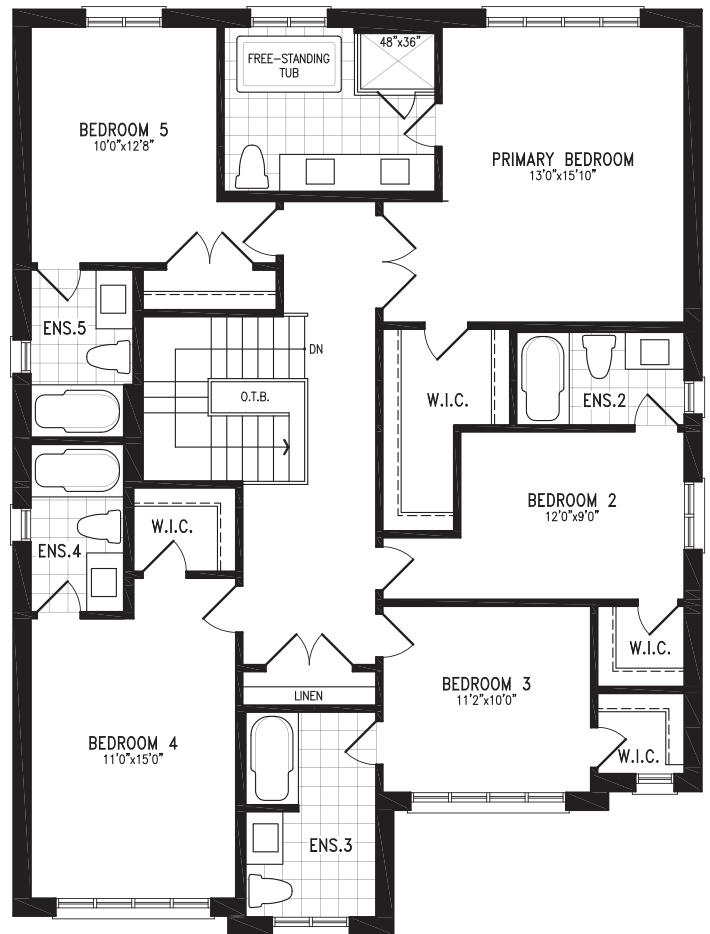 48"x36"
FREE-STANDING
TUB
BEDROOM 5
10'0"x12'8"
PRIMARY BEDROOM
13'0"x15'10"
ENS.5
DN
O.T.B.
W.I.C.
ENS.2
BEDROOM 2
12'0"x9'0"
W.I.C.
ENS.4
W.I.C.
BEDROOM 3
11'2"x10'0"
LINEN
BEDROOM 4
11'0"x15'0"
W.I.C.
ENS.3